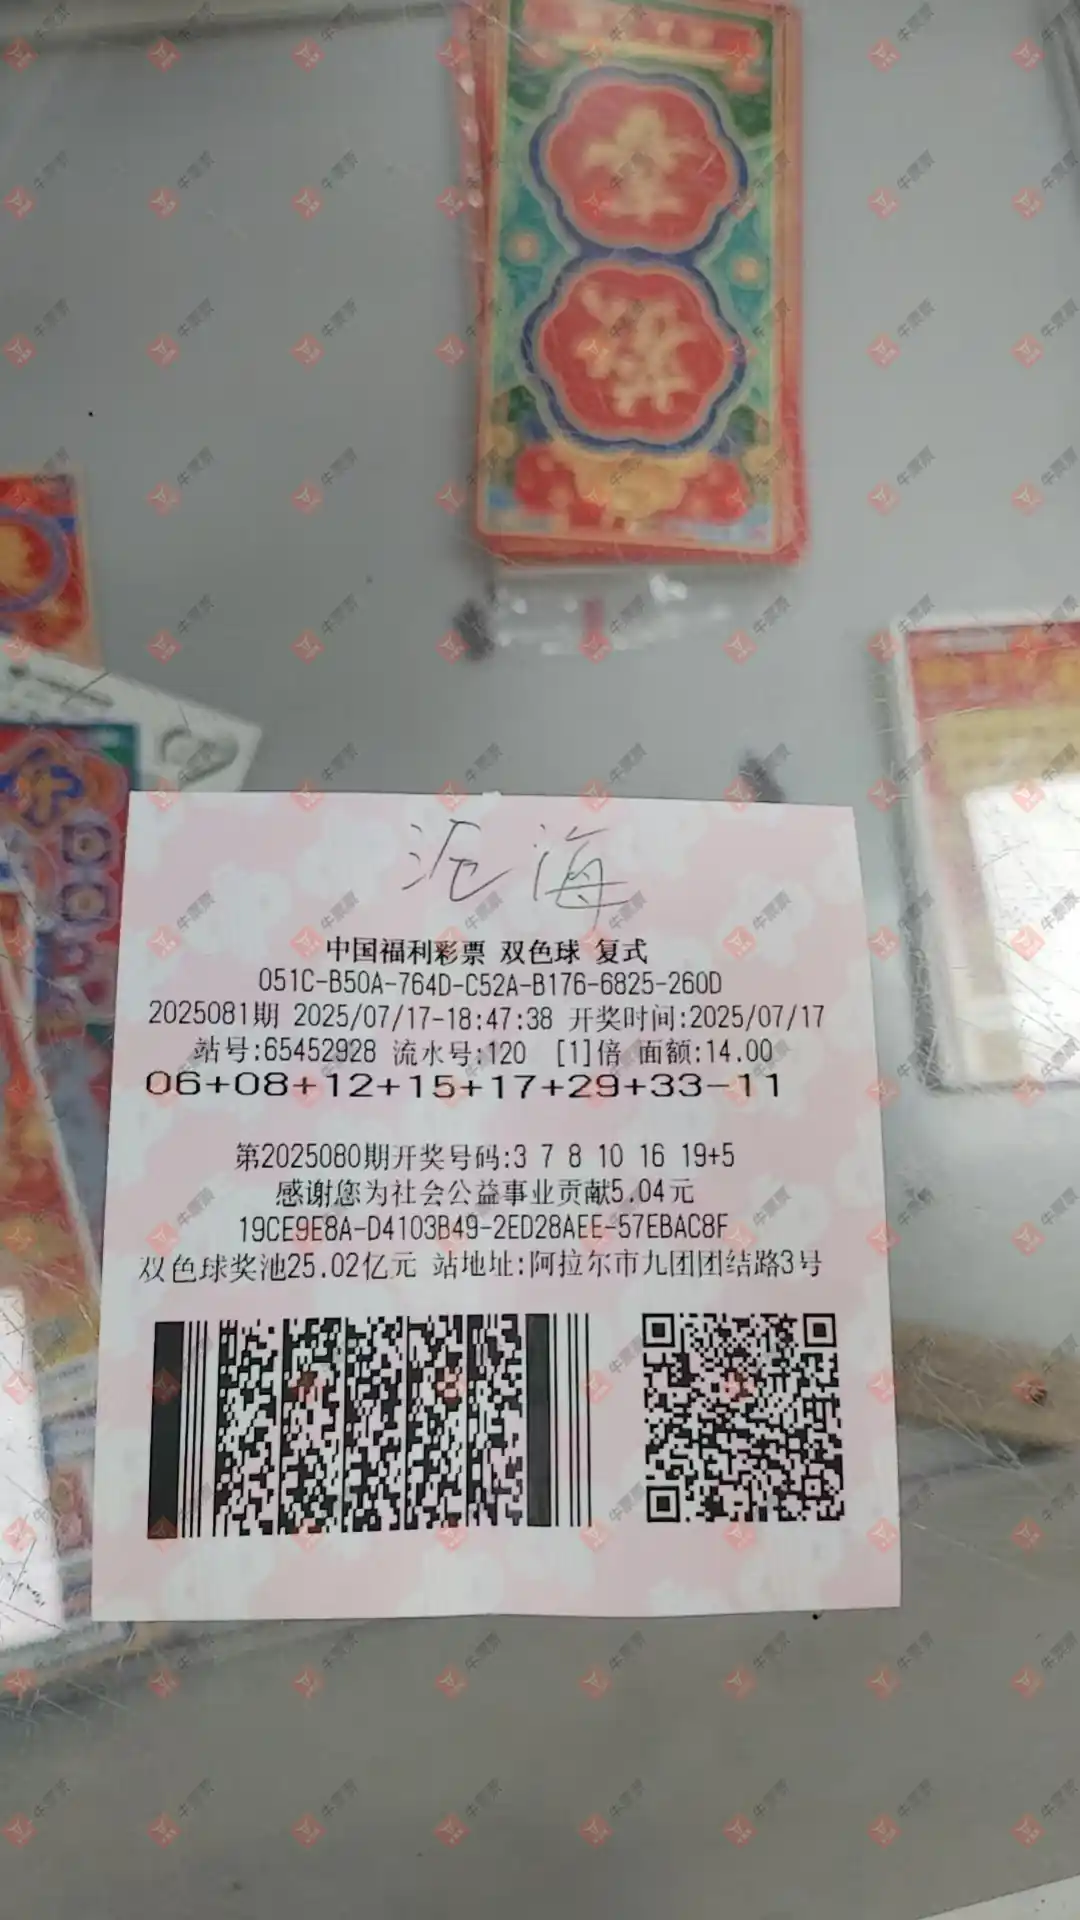 沧海
中国福利彩票 双色球 复式
051C-B50A-764D-C52A-B176-6825-260D
2025081期 2025/07/17-18:47:38 开奖时间:2025/07/17
站号:65452928 流水号:120 [1]倍 面额:14.00
06+08+12+15+17+29+33-11
第2025080期开奖号码:3 7 8 10 16 19+5
感谢您为社会公益事业贡献5.04元
19CE9E8A-D4103B49-2ED28AEE-57EBAC8F
双色球奖池25.02亿元 站地址:阿拉尔市九团团结路3号
牛票票